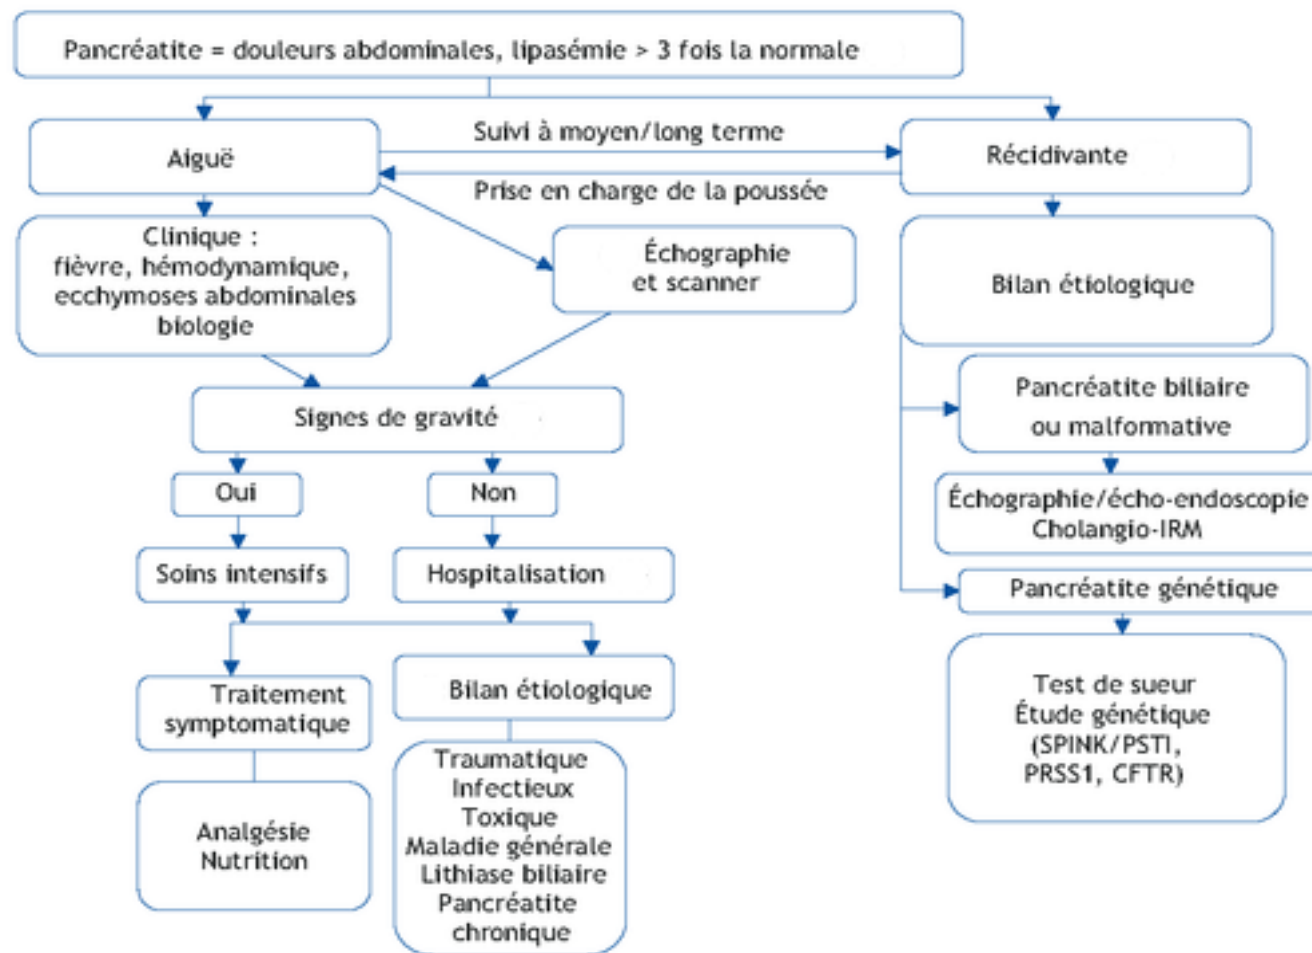 Pancréatite = douleurs abdominales, lipasémie > 3 fois la normale
Aiguë
Suivi à moyen/long terme
Prise en charge de la poussée
Récidivante
Clinique :
fièvre, hémodynamique,
ecchymoses abdominales
biologie
Échographie
et scanner
Bilan étiologique
Signes de gravité
Oui
Non
Soins intensifs
Hospitalisation
Traitement
symptomatique
Analgésie
Nutrition
Bilan étiologique
Traumatique
Infectieux
Toxique
Maladie générale
Lithiase biliaire
Pancréatite
chronique
Pancréatite biliaire
ou malformative
Échographie/écho-endoscopie
Cholangio-IRM
Pancréatite génétique
Test de sueur
Étude génétique
(SPINK/PSTI,
PRSS1, CFTR)